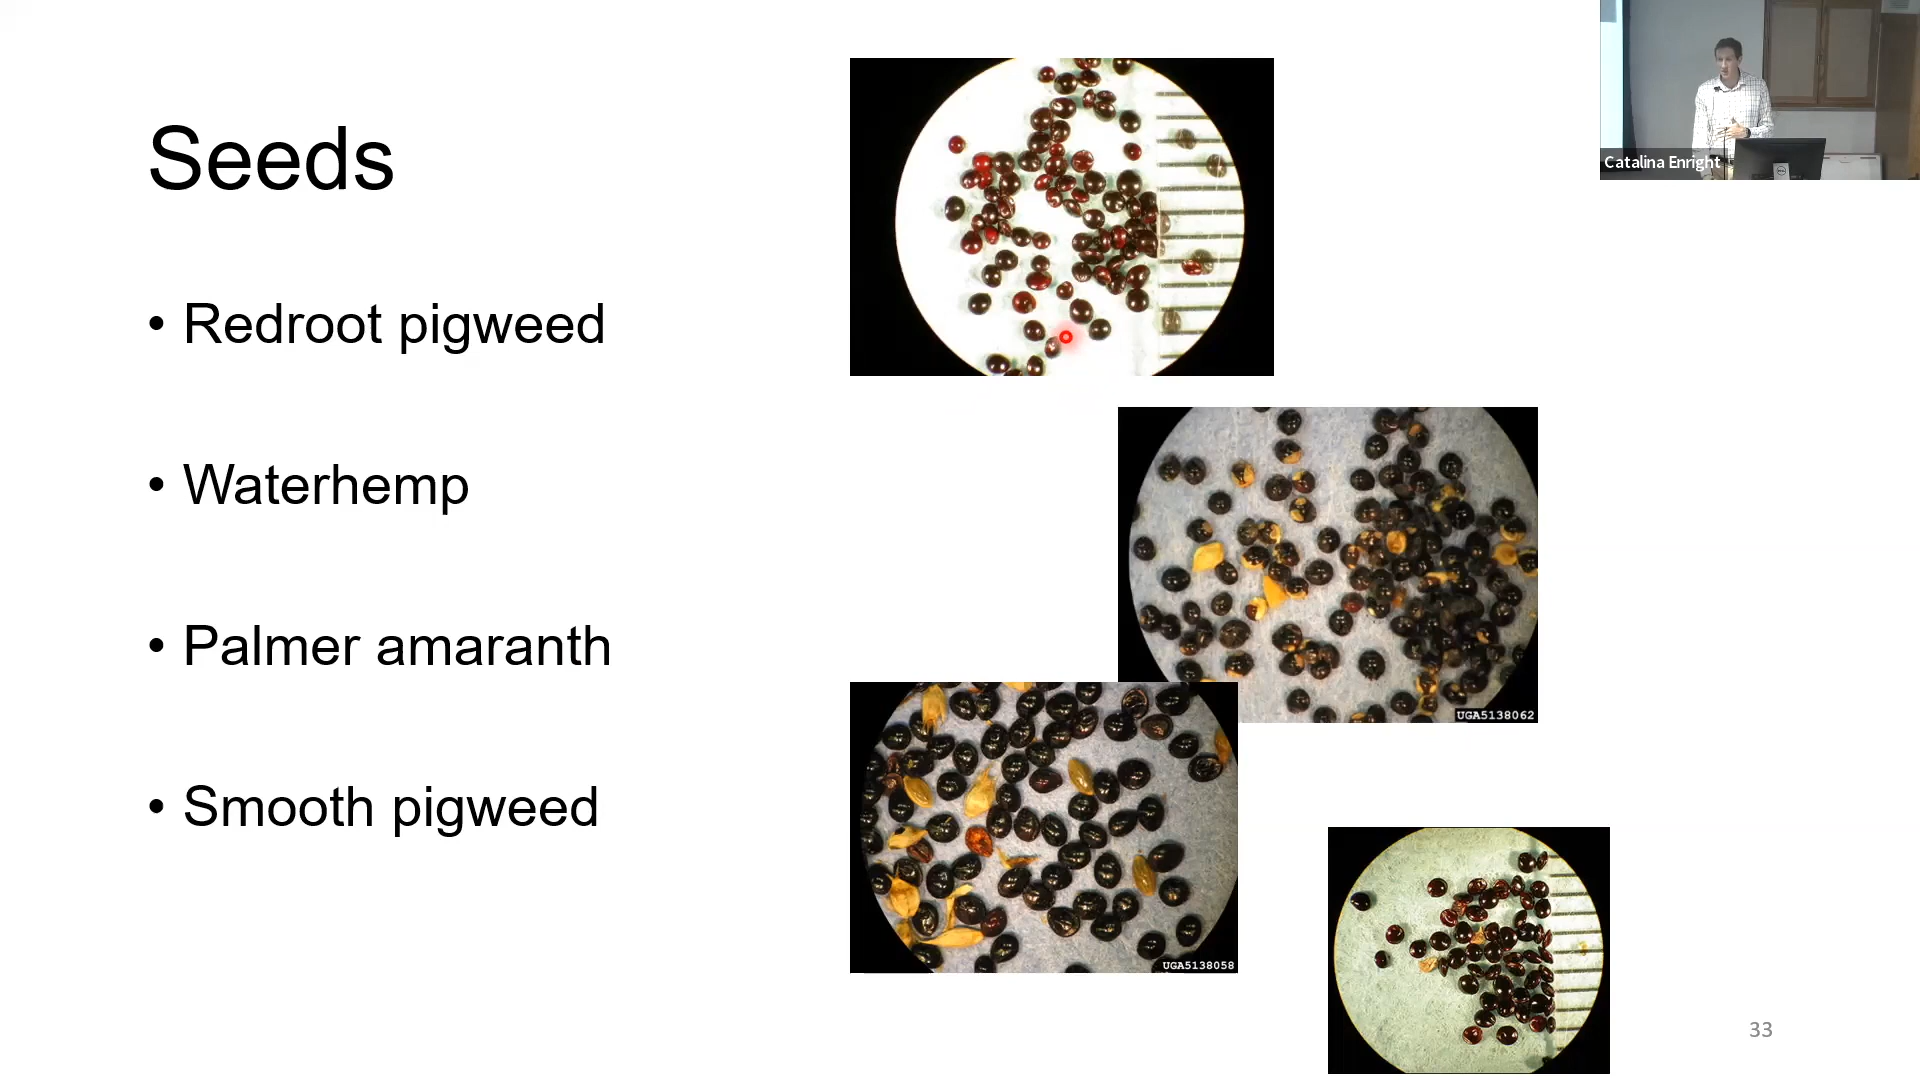 Seeds
• Redroot pigweed
• Waterhemp
• Palmer amaranth
• Smooth pigweed
UGA5138062
UGA5138058
Catalina Enright
33